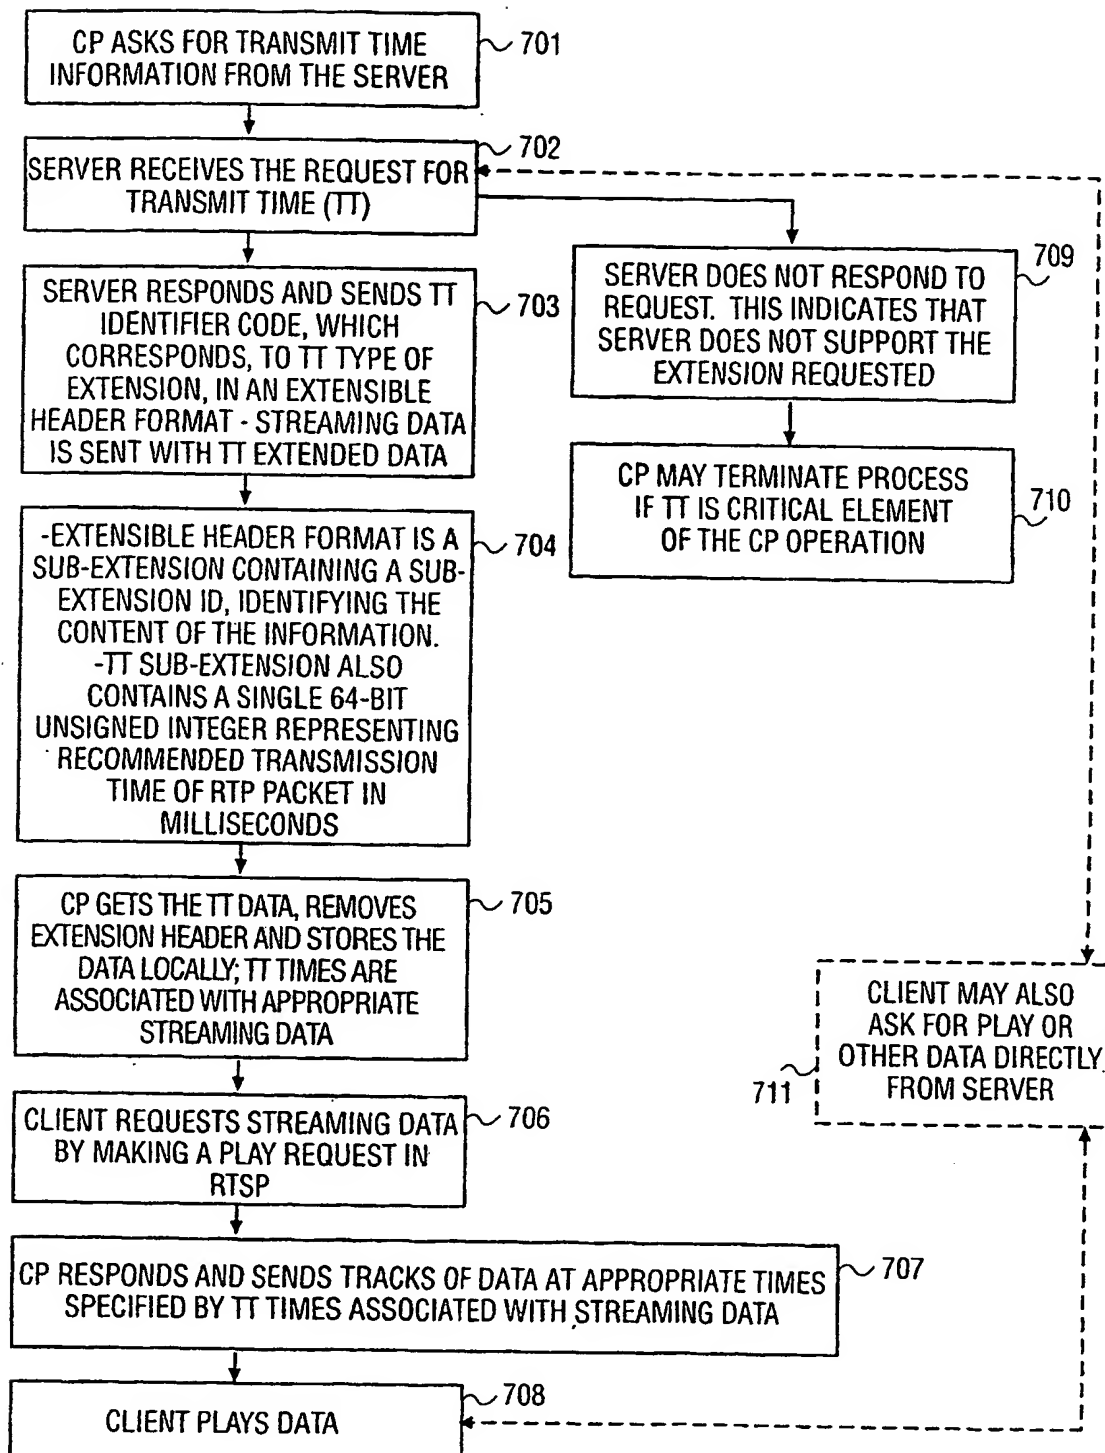 CP ASKS FOR TRANSMIT TIME
INFORMATION FROM THE SERVER
701
SERVER RECEIVES THE REQUEST FOR
TRANSMIT TIME (TT)
702
SERVER RESPONDS AND SENDS TT
IDENTIFIER CODE, WHICH
CORRESPONDS, TO TT TYPE OF
EXTENSION, IN AN EXTENSIBLE
HEADER FORMAT - STREAMING DATA
IS SENT WITH TT EXTENDED DATA
703
SERVER DOES NOT RESPOND TO
REQUEST. THIS INDICATES THAT
SERVER DOES NOT SUPPORT THE
EXTENSION REQUESTED
709
CP MAY TERMINATE PROCESS
IF TT IS CRITICAL ELEMENT
OF THE CP OPERATION
710
-EXTENSIBLE HEADER FORMAT IS A
SUB-EXTENSION CONTAINING A SUB-
EXTENSION ID, IDENTIFYING THE
CONTENT OF THE INFORMATION.
-TT SUB-EXTENSION ALSO
CONTAINS A SINGLE 64-BIT
UNSIGNED INTEGER REPRESENTING
RECOMMENDED TRANSMISSION
TIME OF RTP PACKET IN
MILLISECONDS
704
CP GETS THE TT DATA, REMOVES
EXTENSION HEADER AND STORES THE
DATA LOCALLY; TT TIMES ARE
ASSOCIATED WITH APPROPRIATE
STREAMING DATA
705
CLIENT MAY ALSO
ASK FOR PLAY OR
OTHER DATA DIRECTLY
FROM SERVER
711
CLIENT REQUESTS STREAMING DATA
BY MAKING A PLAY REQUEST IN
RTSP
706
CP RESPONDS AND SENDS TRACKS OF DATA AT APPROPRIATE TIMES
SPECIFIED BY TT TIMES ASSOCIATED WITH STREAMING DATA
707
CLIENT PLAYS DATA
708